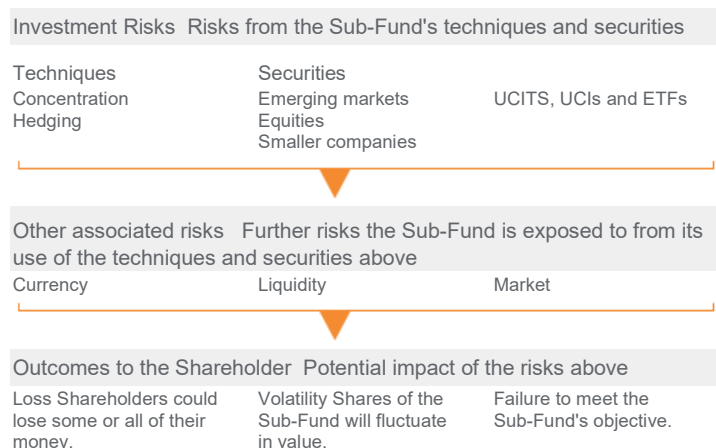 Investment Risks Risks from the Sub-Fund's techniques and securities
Techniques
Concentration
Hedging
Securities
Emerging markets
Equities
Smaller companies
UCITS, UCIs and ETFs
Other associated risks Further risks the Sub-Fund is exposed to from its
use of the techniques and securities above
Currency
Liquidity
Market
Outcomes to the Shareholder Potential impact of the risks above
Loss Shareholders could
lose some or all of their
money.
Volatility Shares of the
Sub-Fund will fluctuate
in value.
Failure to meet the
Sub-Fund's objective.